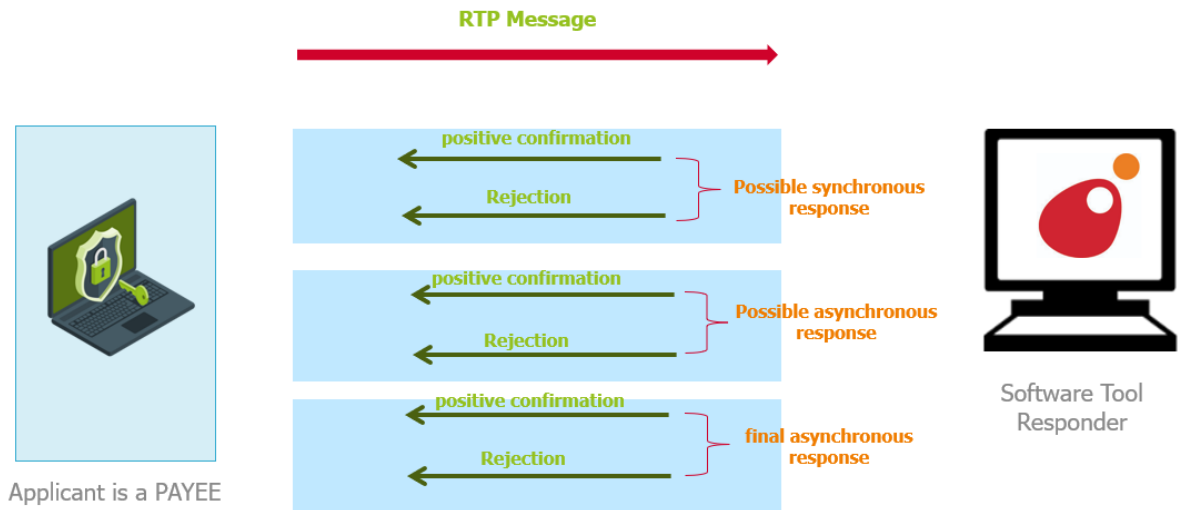 RTP Message
positive confirmation
Rejection
Possible synchronous
response
positive confirmation
Rejection
Possible asynchronous
response
positive confirmation
Rejection
final asynchronous
response
Software Tool
Responder
Applicant is a PAYEE